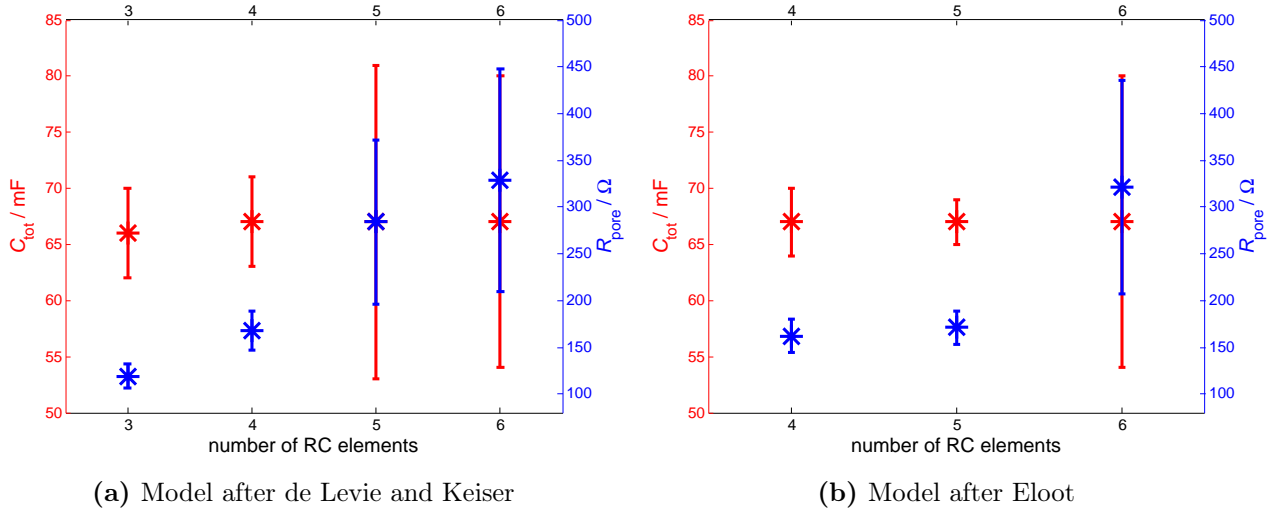 3 4 5 6
85
80
75
70
65
60
55
50
C_tot / mF
500
450
400
350
300
250
200
150
100
R_pore / Ω
3 4 5 6
number of RC elements
(a) Model after de Levie and Keiser
4 5 6
85
80
75
70
65
60
55
50
C_tot / mF
500
450
400
350
300
250
200
150
100
R_pore / Ω
4 5 6
number of RC elements
(b) Model after Eloot